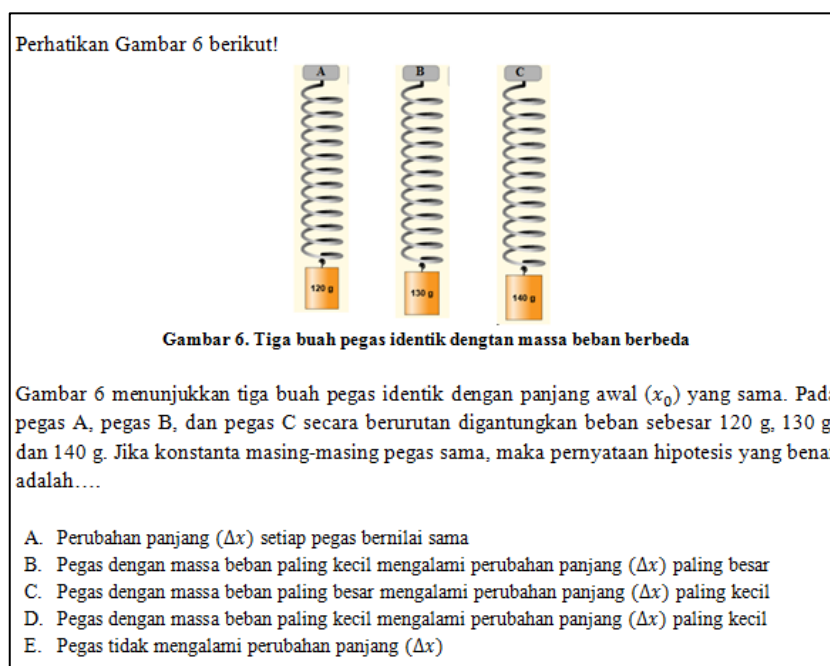 Perhatikan Gambar 6 berikut!
A B C
120 g 130 g 140 g
Gambar 6. Tiga buah pegas identik dengtan massa beban berbeda
Gambar 6 menunjukkan tiga buah pegas identik dengan panjang awal (x₀) yang sama. Pada
pegas A, pegas B, dan pegas C secara berurutan digantungkan beban sebesar 120 g, 130 g
dan 140 g. Jika konstanta masing-masing pegas sama, maka pernyataan hipotesis yang benar
adalah....
A. Perubahan panjang (Δx) setiap pegas bernilai sama
B. Pegas dengan massa beban paling kecil mengalami perubahan panjang (Δx) paling besar
C. Pegas dengan massa beban paling besar mengalami perubahan panjang (Δx) paling kecil
D. Pegas dengan massa beban paling kecil mengalami perubahan panjang (Δx) paling kecil
E. Pegas tidak mengalami perubahan panjang (Δx)